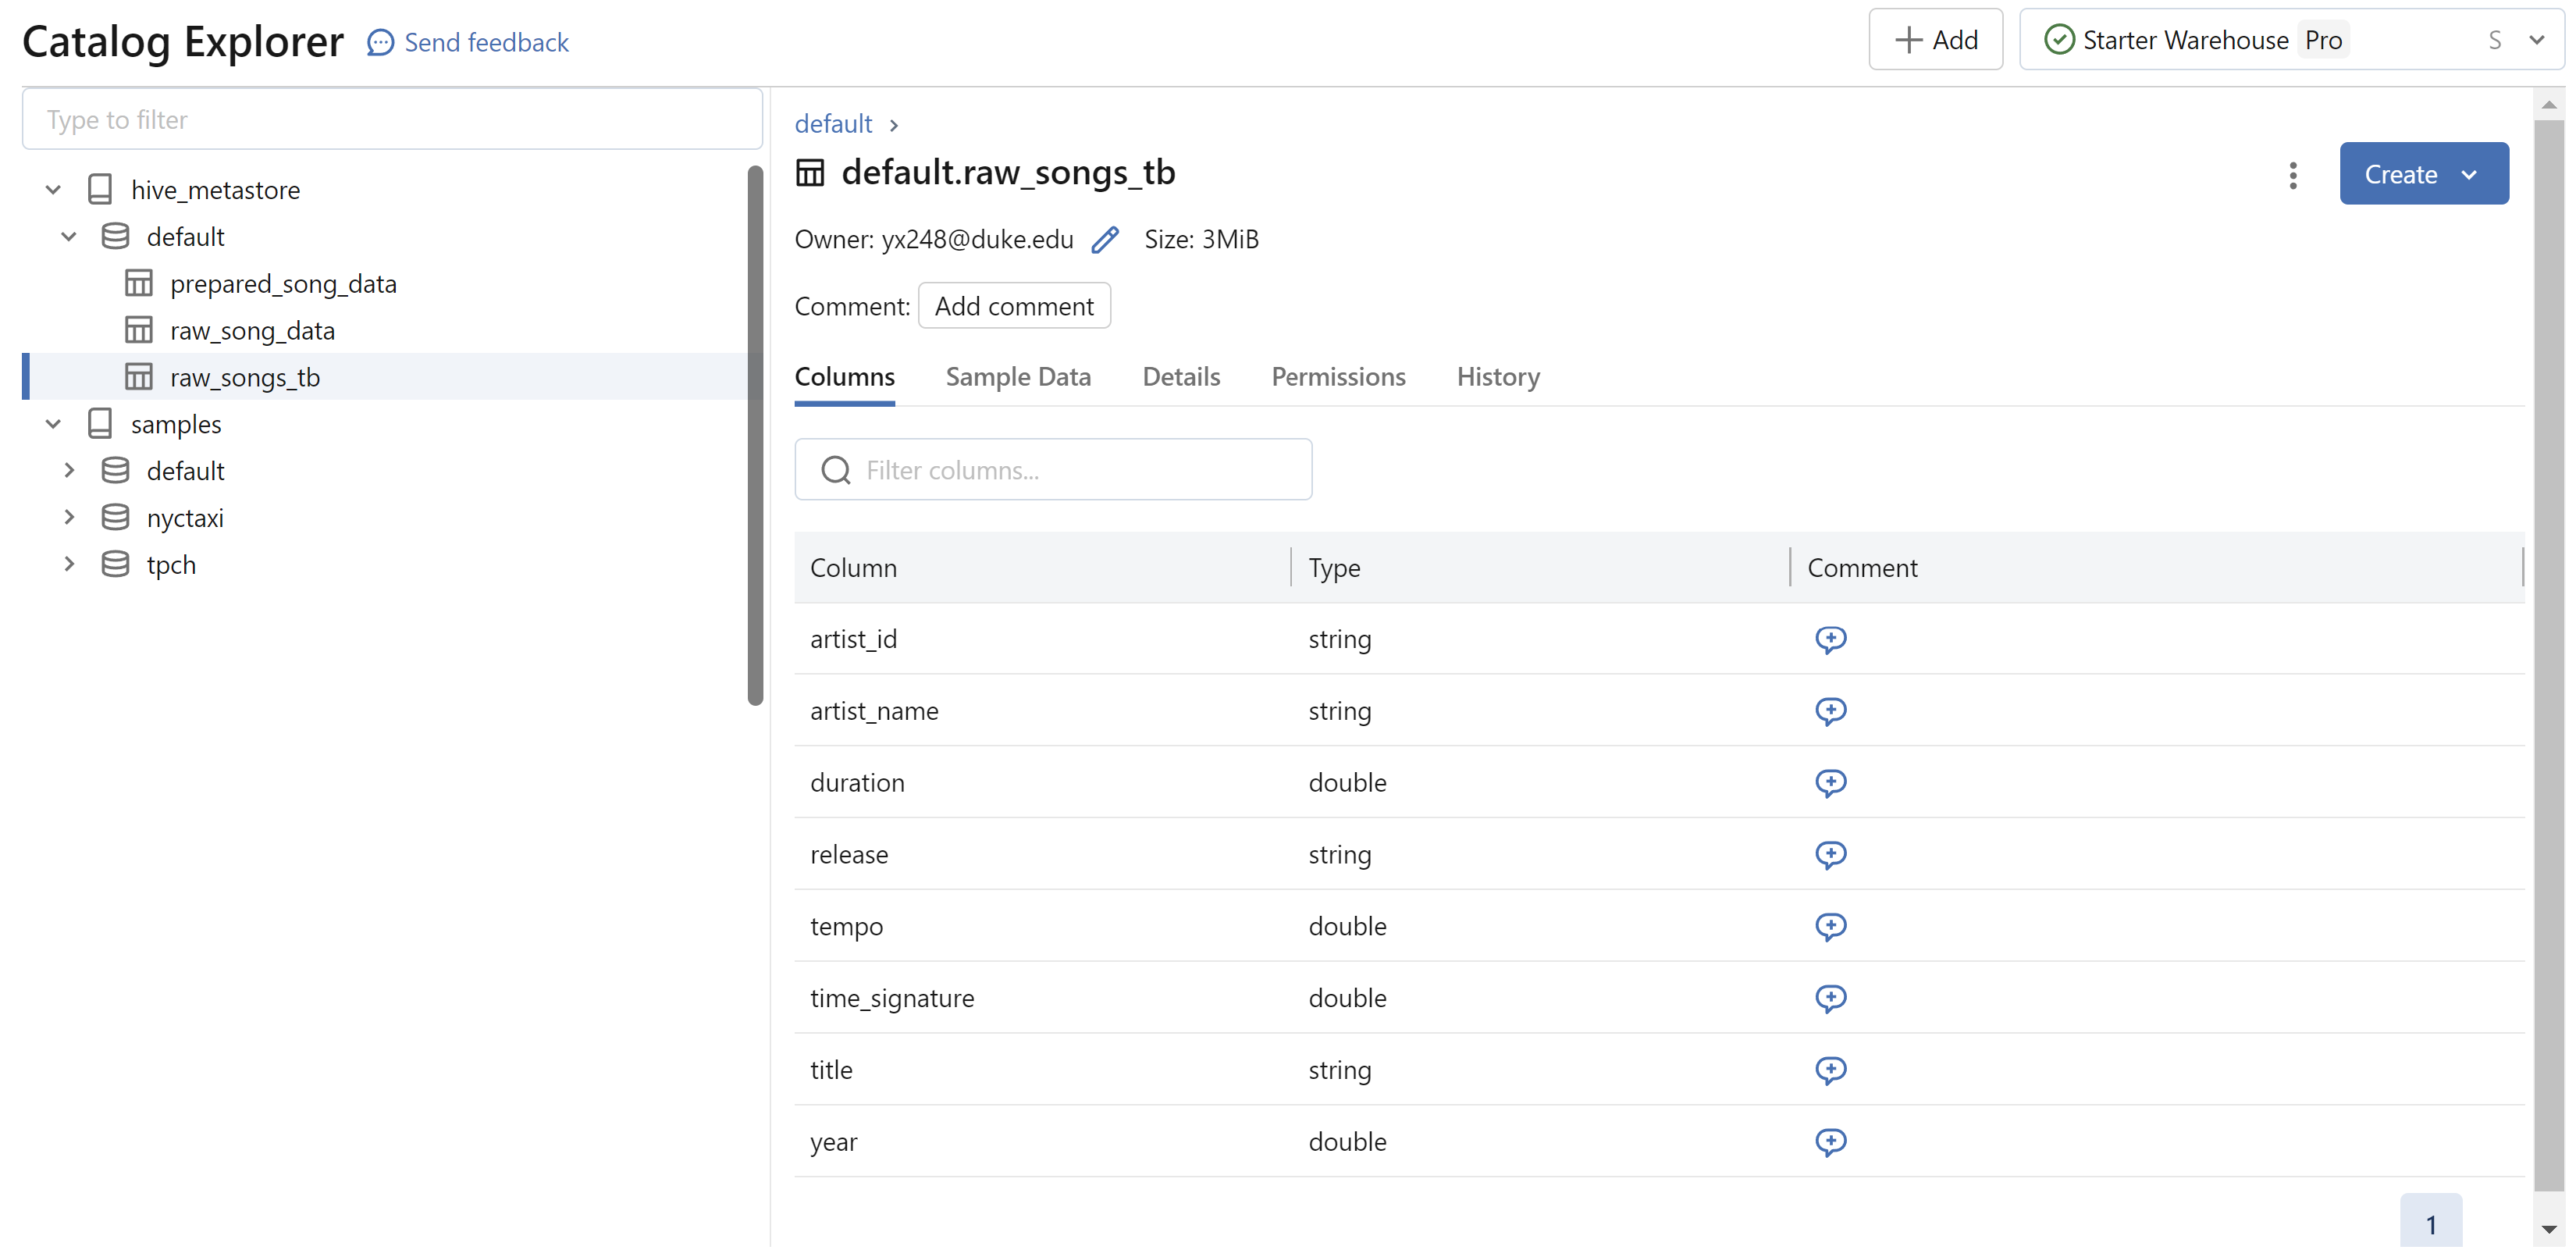 Catalog Explorer Send feedback
Add
Starter Warehouse Pro S
Type to filter
hive_metastore
default
prepared_song_data
raw_song_data
raw_songs_tb
samples
default
nyctaxi
tpch
default
default.raw_songs_tb
Create
Owner: yx248@duke.edu Size: 3MiB
Comment: Add comment
Columns Sample Data Details Permissions History
Filter columns...
Column Type Comment
artist_id string
artist_name string
duration double
release string
tempo double
time_signature double
title string
year double
1